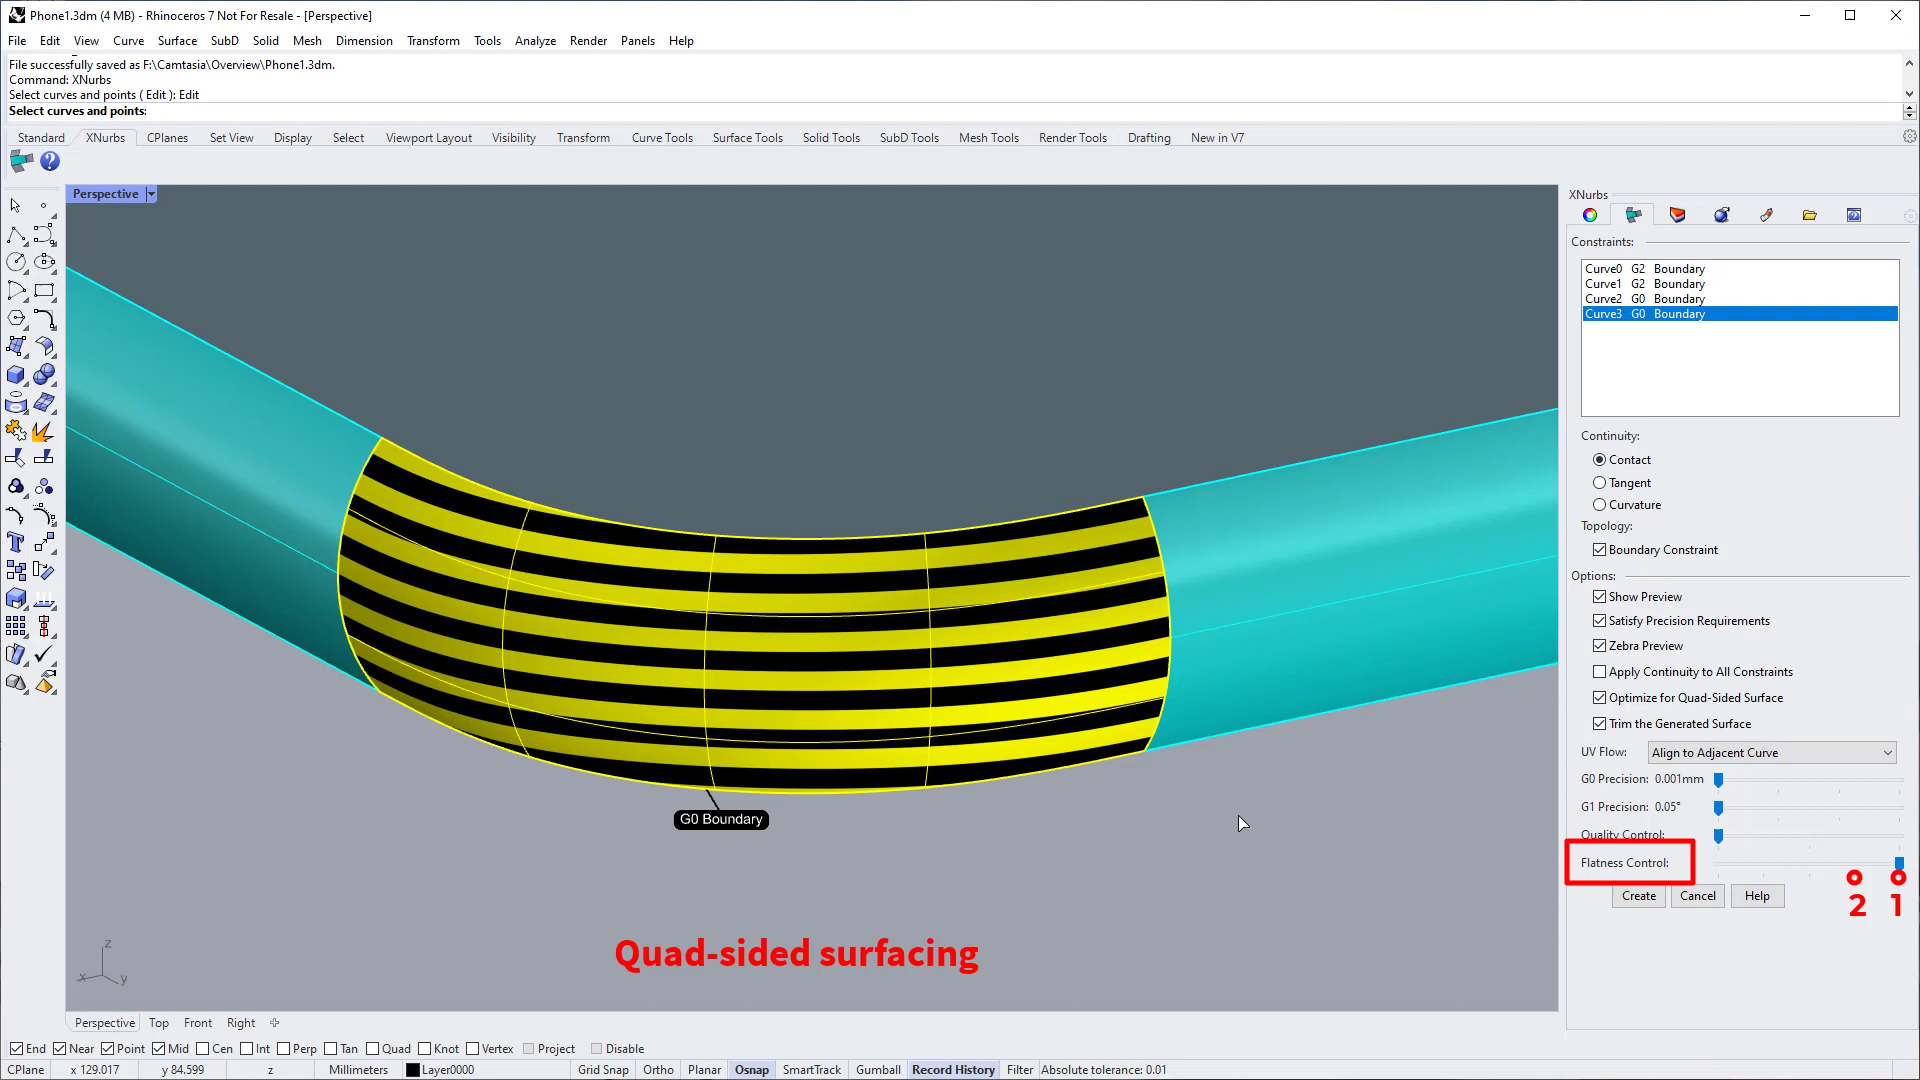 Phone1.3dm (4 MB) - Rhinoceros 7 Not For Resale - [Perspective]
File Edit View Curve Surface SubD Solid Mesh Dimension Transform Tools Analyze Render Panels Help
File successfully saved as F:\Camtasia\Overview\Phone1.3dm.
Command: XNurbs
Select curves and points ( Edit ): Edit
Select curves and points:
Standard XNurbs CPlanes Set View Display Select Viewport Layout Visibility Transform Curve Tools Surface Tools Solid Tools SubD Tools Mesh Tools Render Tools Drafting New in V7
Perspective
XNurbs
Constraints:
Curve0 G2 Boundary
Curve1 G2 Boundary
Curve2 G0 Boundary
Curve3 G0 Boundary
Continuity:
Contact
Tangent
Curvature
Topology:
Boundary Constraint
Options:
Show Preview
Satisfy Precision Requirements
Zebra Preview
Apply Continuity to All Constraints
Optimize for Quad-Sided Surface
Trim the Generated Surface
UV Flow: Align to Adjacent Curve
G0 Precision: 0.001mm
G1 Precision: 0.05°
Quality Control:
Flatness Control:
2 1
Create Cancel Help
G0 Boundary
Quad-sided surfacing
z
x y
Perspective Top Front Right
End Near Point Mid Cen Int Perp Tan Quad Knot Vertex Project Disable
CPlane x 129.017 y 84.599 z Millimeters Layer0000 Grid Snap Ortho Planar Osnap SmartTrack Gumball Record History Filter Absolute tolerance: 0.01